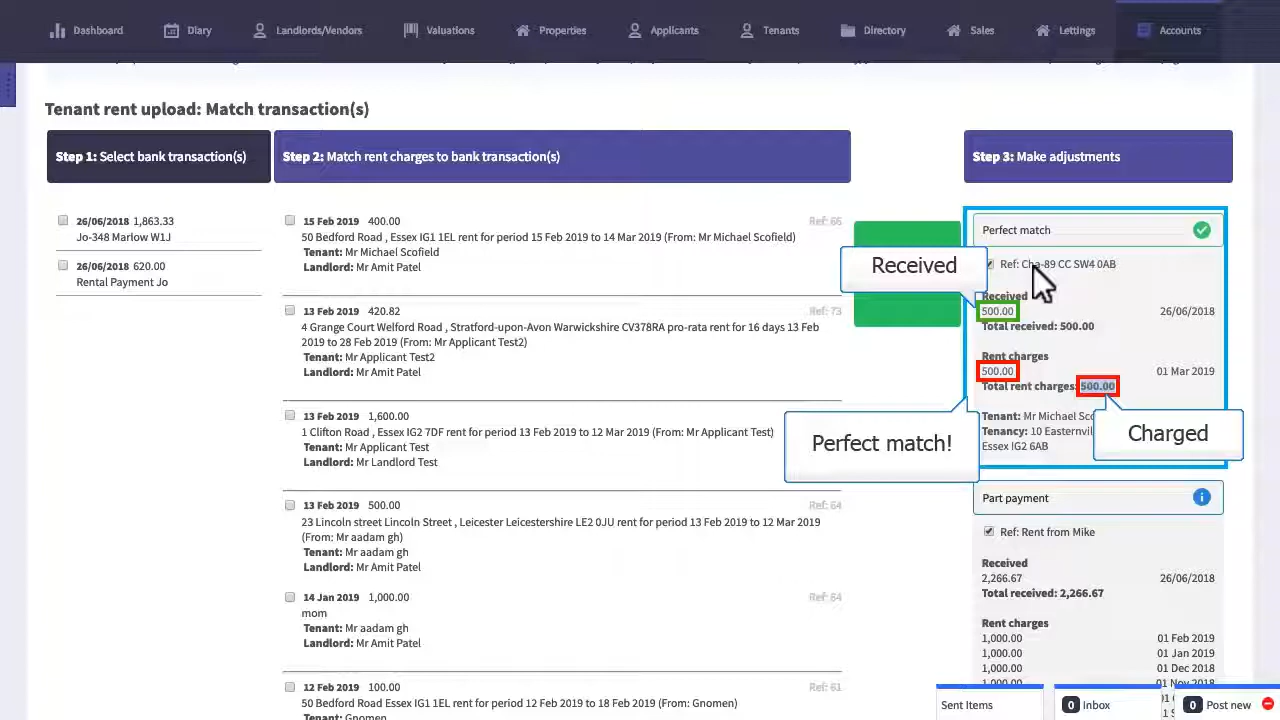 Dashboard
Diary
Landlords/Vendors
Valuations
Properties
Applicants
Tenants
Directory
Sales
Lettings
Accounts
Tenant rent upload: Match transaction(s)
Step 1: Select bank transaction(s)
Step 2: Match rent charges to bank transaction(s)
Step 3: Make adjustments
26/06/2018 1,863.33
Jo-348 Marlow W1J
26/06/2018 620.00
Rental Payment Jo
15 Feb 2019 400.00
50 Bedford Road , Essex IG1 1EL rent for period 15 Feb 2019 to 14 Mar 2019 (From: Mr Michael Scofield)
Tenant: Mr Michael Scofield
Landlord: Mr Amit Patel
Ref: 66
13 Feb 2019 420.82
Ref: 73
4 Grange Court Welford Road , Stratford-upon-Avon Warwickshire CV378RA pro-rata rent for 16 days 13 Feb
2019 to 28 Feb 2019 (From: Mr Applicant Test2)
Tenant: Mr Applicant Test2
Landlord: Mr Amit Patel
13 Feb 2019 1,600.00
1 Clifton Road , Essex IG2 7DF rent for period 13 Feb 2019 to 12 Mar 2019 (From: Mr Applicant Test)
Tenant: Mr Applicant Test
Landlord: Mr Landlord Test
13 Feb 2019 500.00
Ref: 64
23 Lincoln street Lincoln Street , Leicester Leicestershire LE2 0JU rent for period 13 Feb 2019 to 12 Mar 2019
(From: Mr aadam gh)
Tenant: Mr aadam gh
Landlord: Mr Amit Patel
14 Jan 2019 1,000.00
Ref: 64
mom
Tenant: Mr aadam gh
Landlord: Mr Amit Patel
12 Feb 2019 100.00
Ref: 61
50 Bedford Road Essex IG1 1EL rent for period 12 Feb 2019 to 18 Feb 2019 (From: Gnomen)
Tenant: Gnomen
Received
Perfect match!
Charged
Perfect match
Ref: Cha-89 CC SW4 0AB
Received
500.00 26/06/2018
Total received: 500.00
Rent charges
500.00 01 Mar 2019
Total rent charges: 500.00
Tenant: Mr Michael
Tenancy: 10
Essex IG2 6AB
Part payment
Ref: Rent from Mike
Received
2,266.67 26/06/2018
Total received: 2,266.67
Rent charges
1,000.00 01 Feb 2019
1,000.00 01 Jan 2019
1,000.00 01 Dec 2018
1,000.00 01 Nov 2018
Sent Items
0 Inbox
0 Post new